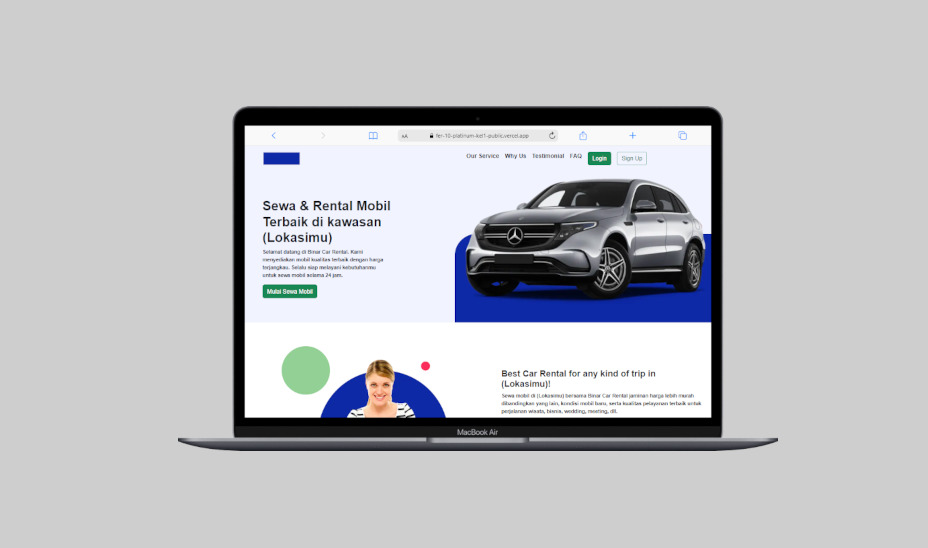 AA
fer-10-platinum-kel1-public.vercel.app
Our Service Why Us Testimonial FAQ Login Sign Up
Sewa & Rental Mobil
Terbaik di kawasan
(Lokasimu)
Selamat datang di Binar Car Rental. Kami
menyediakan mobil kualitas terbaik dengan harga
terjangkau. Selalu siap melayani kebutuhanmu
untuk sewa mobil selama 24 jam.
Mulai Sewa Mobil
Best Car Rental for any kind of trip in
(Lokasimu)!
Sewa mobil di (Lokasimu) bersama Binar Car Rental jaminan harga lebih murah
dibandingkan yang lain, kondisi mobil baru, serta kualitas pelayanan terbaik untuk
perjalanan wisata, bisnis, wedding, meeting, dll.
MacBook Air